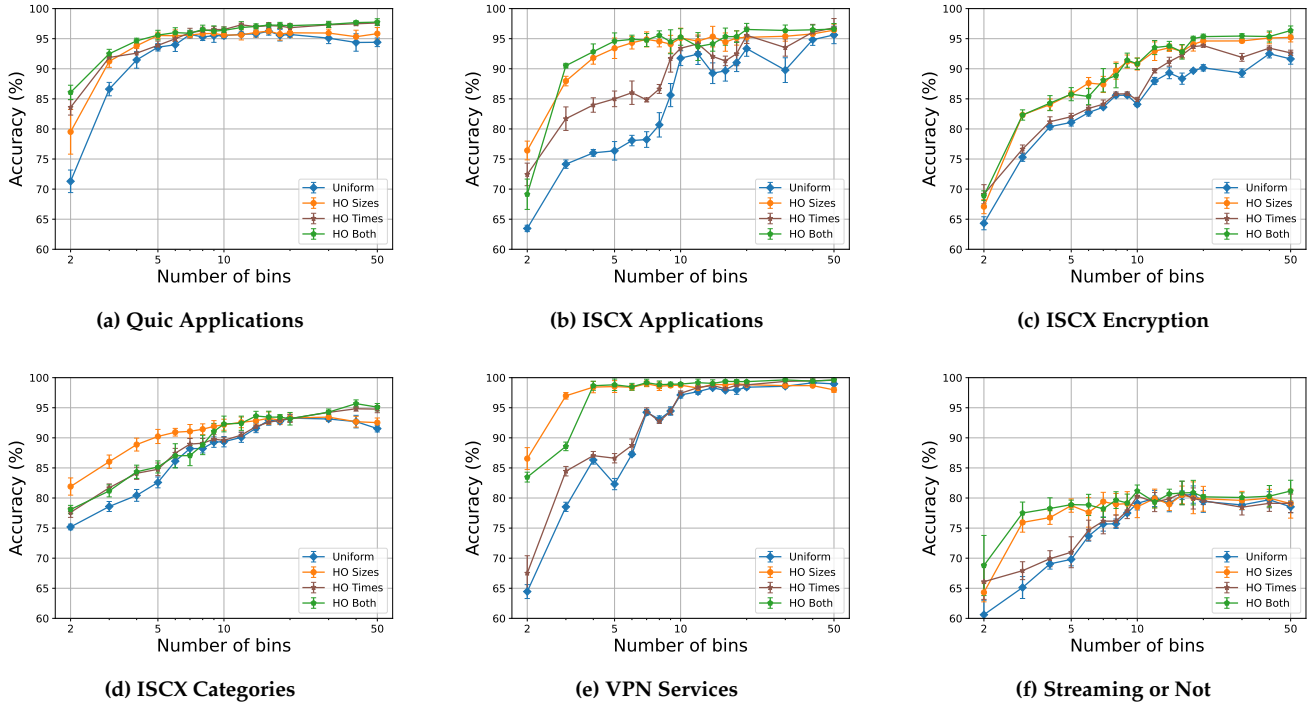 100
95
90
85
80
75
70
65
60
Accuracy (%)
2
5
10
50
Number of bins
Uniform
HO Sizes
HO Times
HO Both
(a) Quic Applications
100
95
90
85
80
75
70
65
60
Accuracy (%)
2
5
10
50
Number of bins
Uniform
HO Sizes
HO Times
HO Both
(b) ISCX Applications
100
95
90
85
80
75
70
65
60
Accuracy (%)
2
5
10
50
Number of bins
Uniform
HO Sizes
HO Times
HO Both
(c) ISCX Encryption
100
95
90
85
80
75
70
65
60
Accuracy (%)
2
5
10
50
Number of bins
Uniform
HO Sizes
HO Times
HO Both
(d) ISCX Categories
100
95
90
85
80
75
70
65
60
Accuracy (%)
2
5
10
50
Number of bins
Uniform
HO Sizes
HO Times
HO Both
(e) VPN Services
100
95
90
85
80
75
70
65
60
Accuracy (%)
2
5
10
50
Number of bins
Uniform
HO Sizes
HO Times
HO Both
(f) Streaming or Not